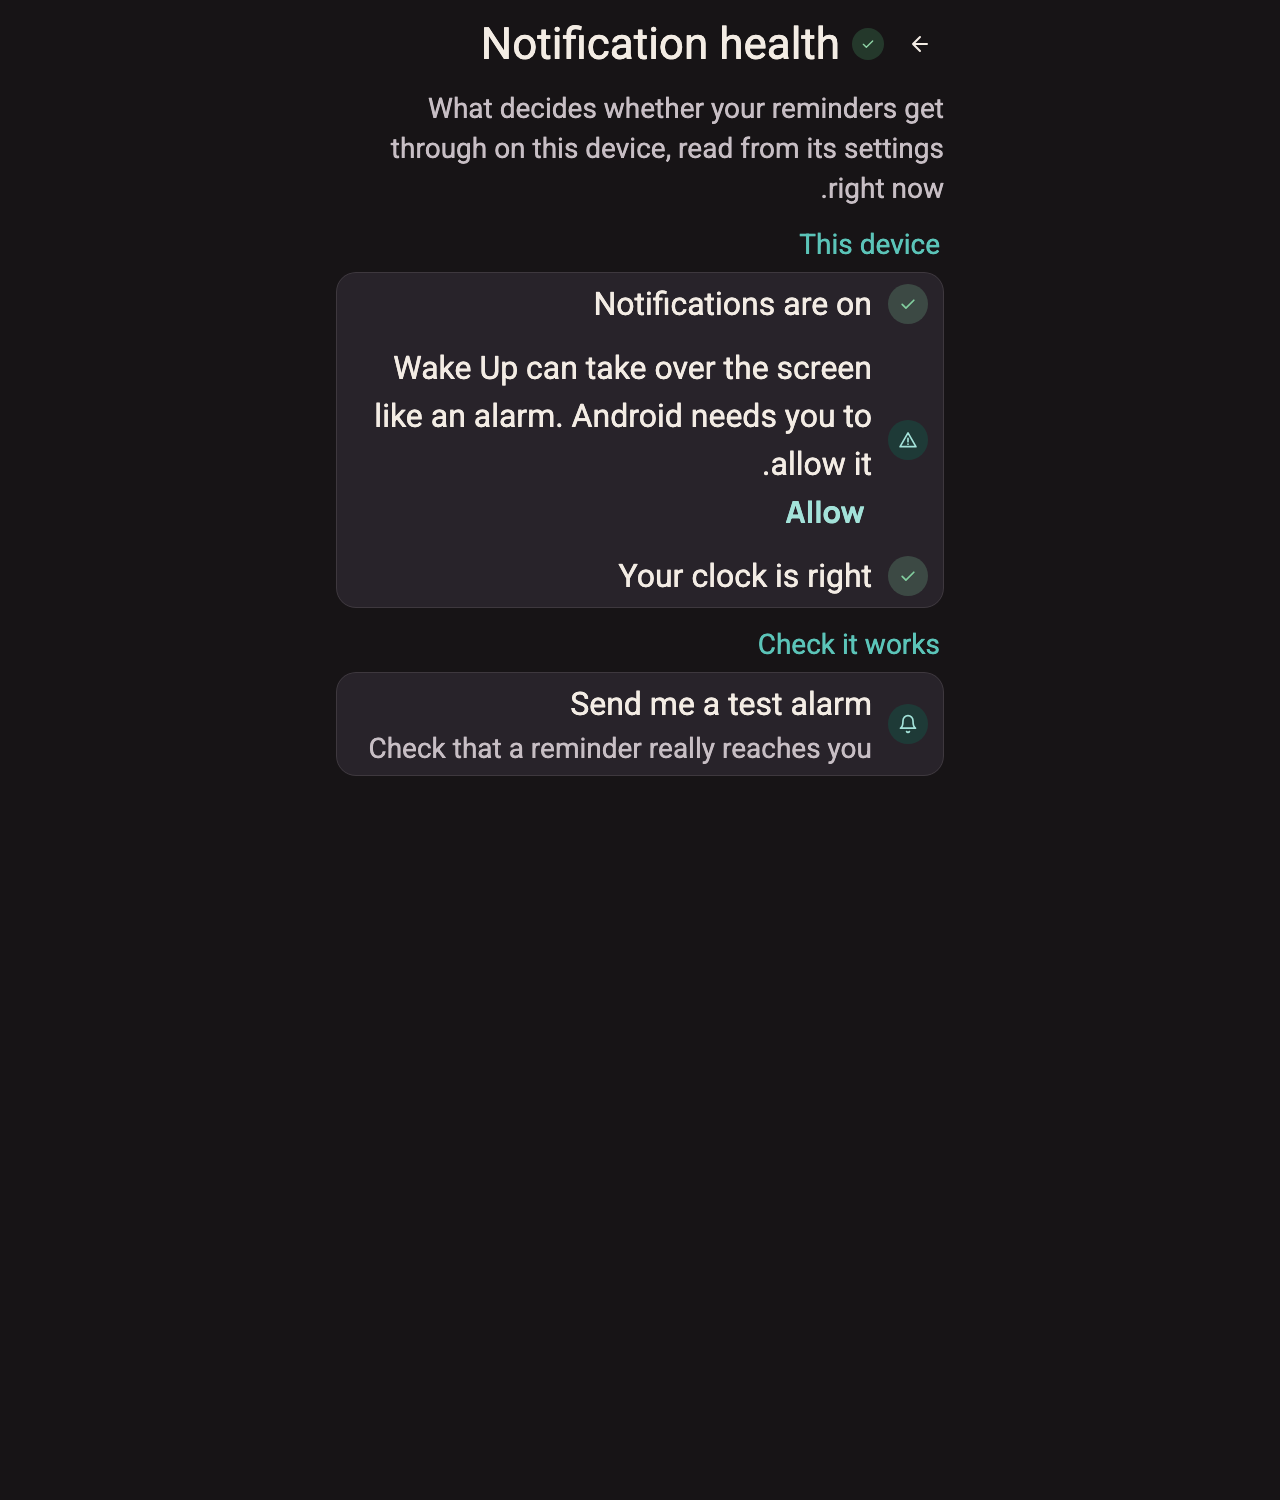 Notification health
What decides whether your reminders get
through on this device, read from its settings
.right now
This device
Notifications are on
Wake Up can take over the screen
like an alarm. Android needs you to
.allow it
Allow
Your clock is right
Check it works
Send me a test alarm
Check that a reminder really reaches you